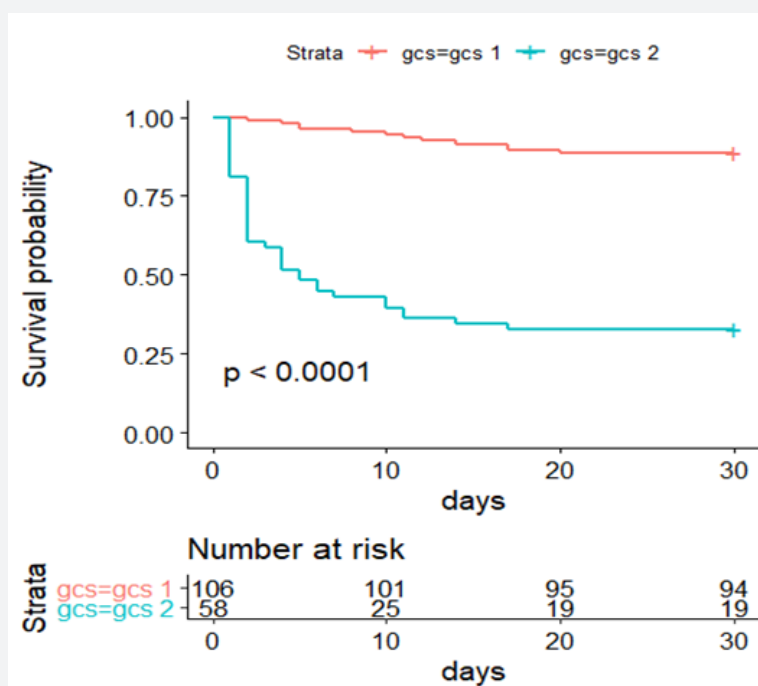 Strata gcs=gcs 1 gcs=gcs 2
Survival probability
1.00
0.75
0.50
0.25
0.00
p < 0.0001
0 10 20 30
days
Number at risk
Strata
gcs=gcs 1 106 101 95 94
gcs=gcs 2 58 25 19 19
0 10 20 30
days